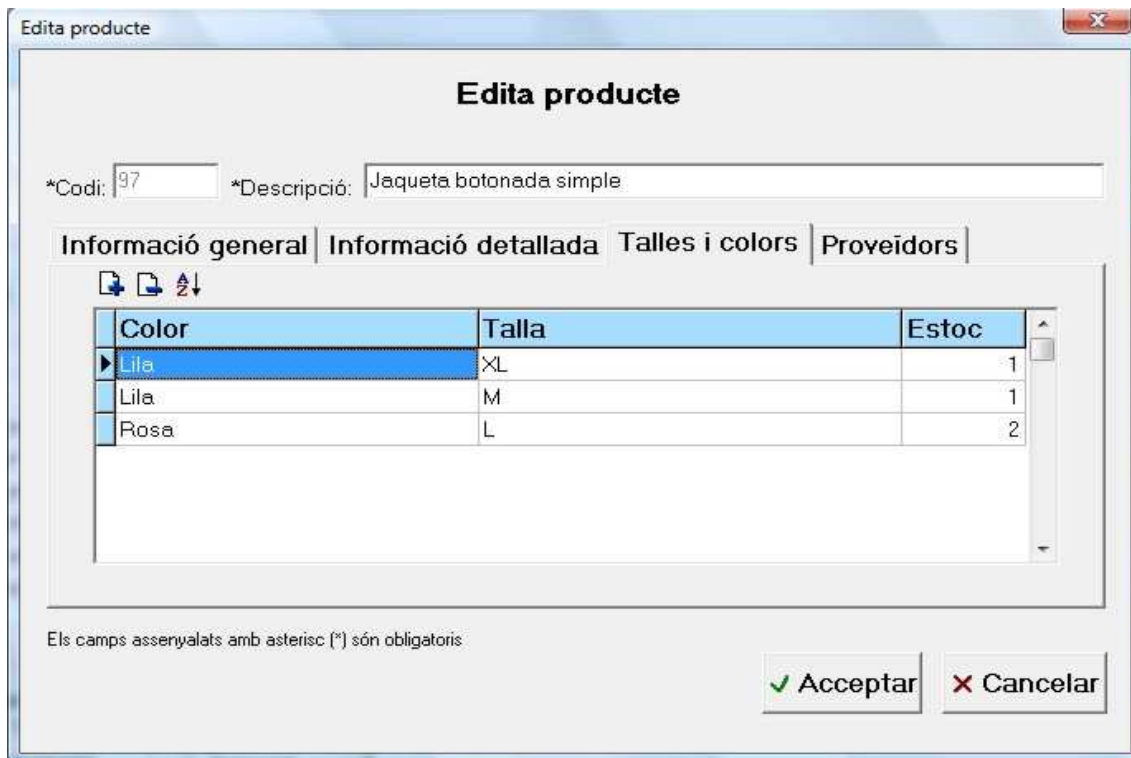 Edita producte
Edita producte
*Codi: 97 *Descripció: Jaqueta botonada simple
Informació general Informació detallada Talles i colors Proveïdors
Color Talla Estoc
Lila XL 1
Lila M 1
Rosa L 2
Els camps assenyalats amb asterisc (*) són obligatoris
Acceptar Cancelar